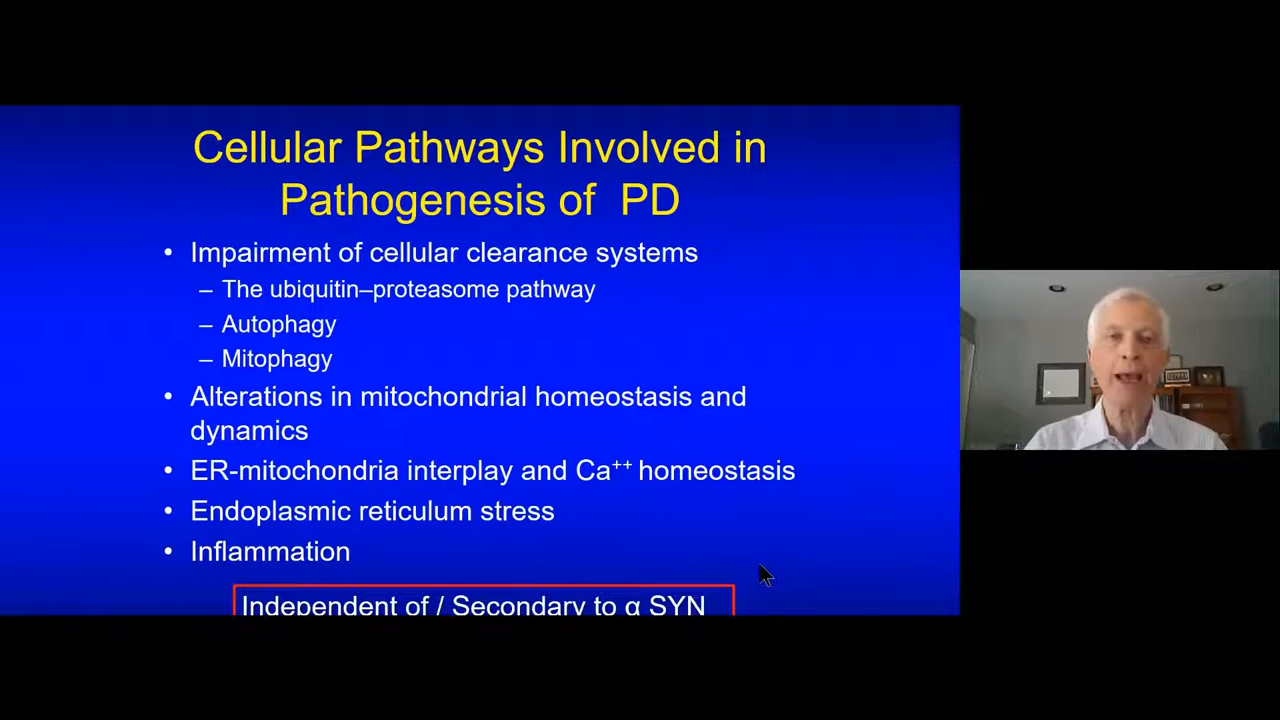 Cellular Pathways Involved in
Pathogenesis of  PD
• Impairment of cellular clearance systems
– The ubiquitin–proteasome pathway
– Autophagy
– Mitophagy
• Alterations in mitochondrial homeostasis and
dynamics
• ER-mitochondria interplay and Ca⁺⁺ homeostasis
• Endoplasmic reticulum stress
• Inflammation
Independent of / Secondary to α SYN